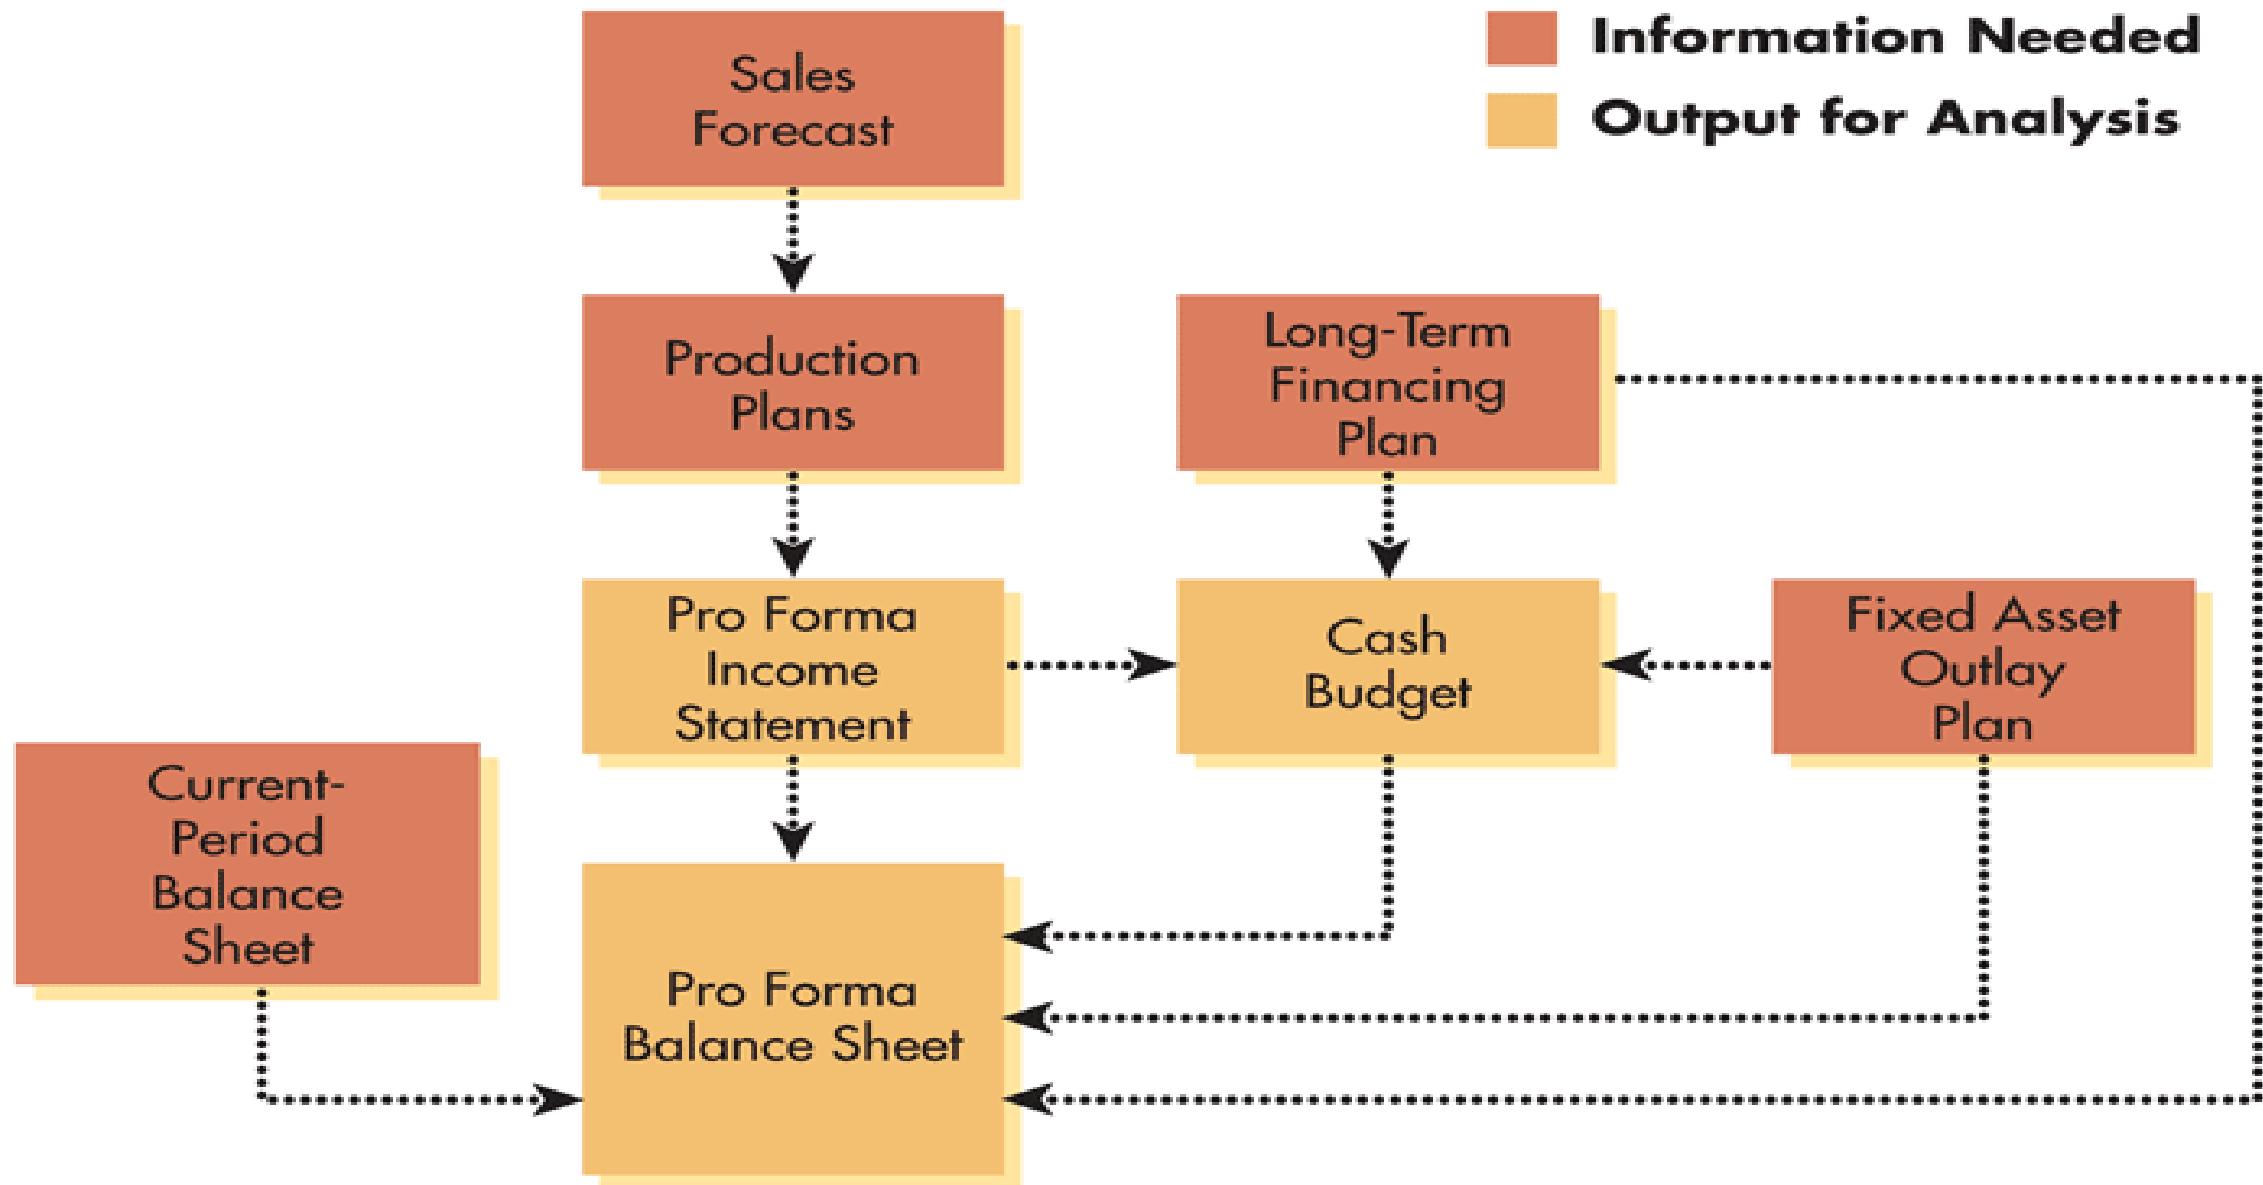 Sales
Forecast
Information Needed
Output for Analysis
Production
Plans
Long-Term
Financing
Plan
Pro Forma
Income
Statement
Cash
Budget
Fixed Asset
Outlay
Plan
Current-
Period
Balance
Sheet
Pro Forma
Balance Sheet